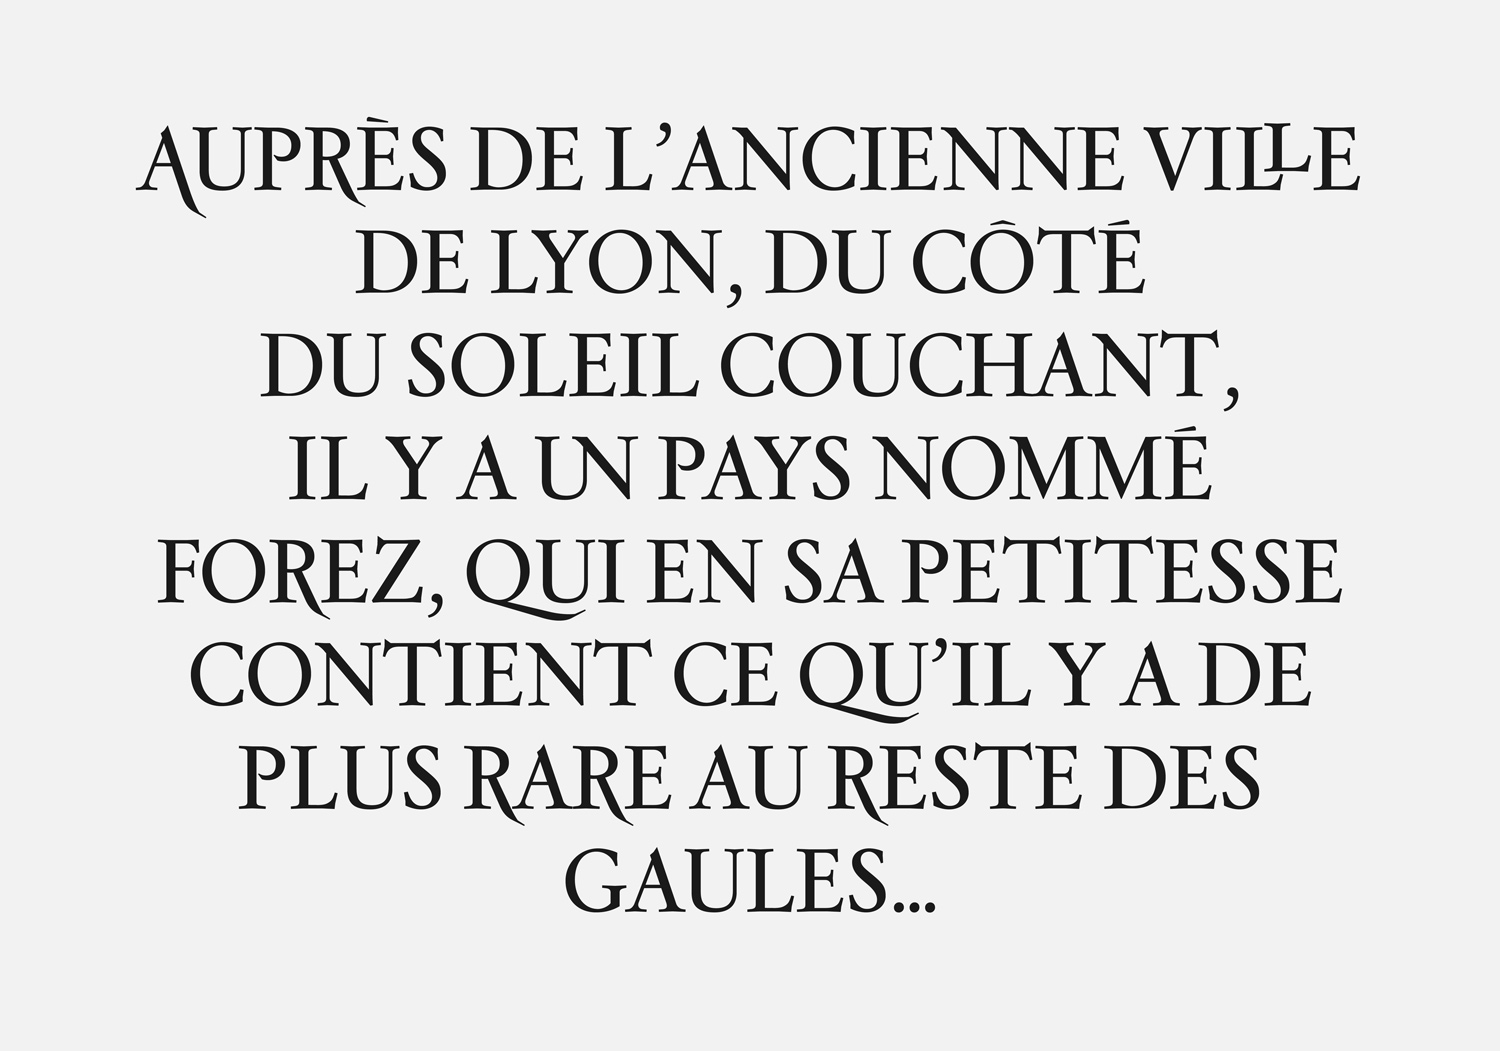 AUPRÈS DE L’ANCIENNE VILLE
DE LYON, DU CÔTÉ
DU SOLEIL COUCHANT,
IL Y A UN PAYS NOMMÉ
FOREZ, QUI EN SA PETITESSE
CONTIENT CE QU’IL Y A DE
PLUS RARE AU RESTE DES
GAULES…